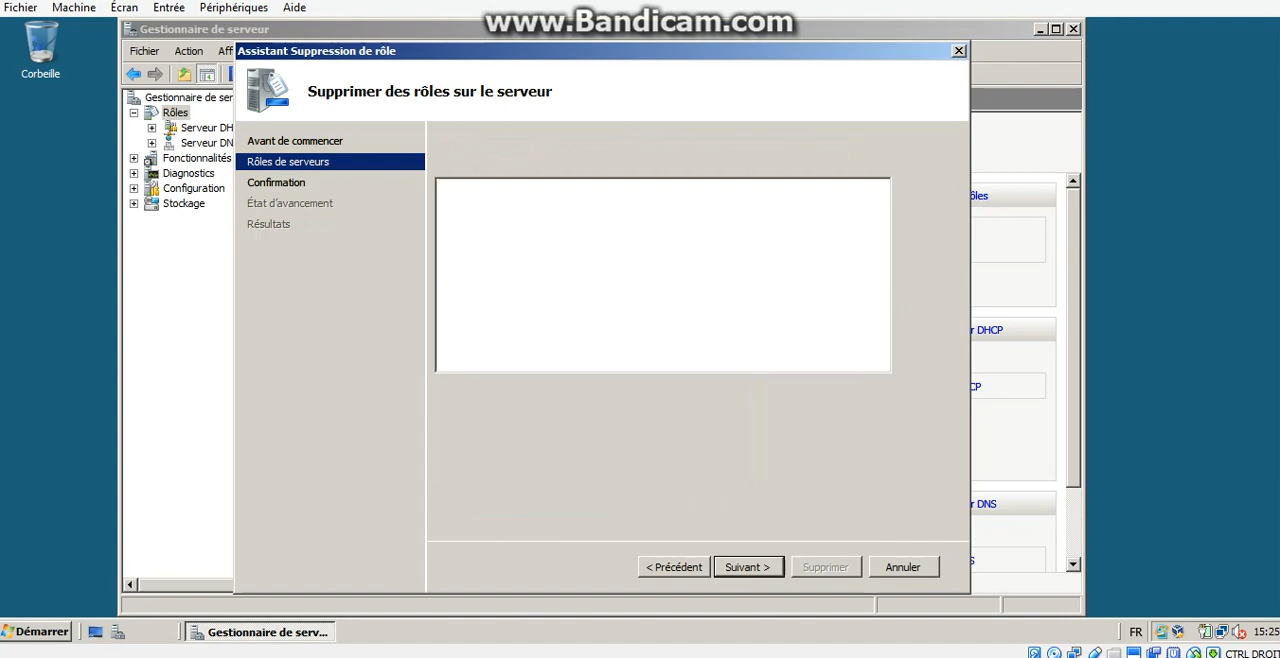 Fichier Machine Écran Entrée Périphériques Aide
www.Bandicam.com
Corbeille
Gestionnaire de serveur
Fichier Action Aff
Assistant Suppression de rôle
Supprimer des rôles sur le serveur
Gestionnaire de ser
Rôles
Serveur DH
Serveur DN
Fonctionnalités
Diagnostics
Configuration
Stockage
Avant de commencer
Rôles de serveurs
Confirmation
État d'avancement
Résultats
ôles
r DHCP
CP
r DNS
S
< Précédent Suivant > Supprimer Annuler
Démarrer
Gestionnaire de serv...
FR
15:25
CTRL DROIT